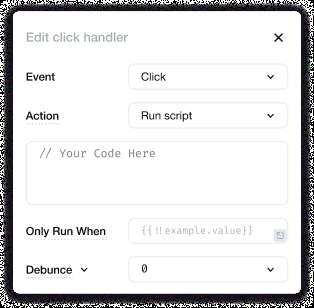 Edit click handler
Event Click
Action Run script
// Your Code Here
Only Run When {{!!example.value}}
Debunce 0